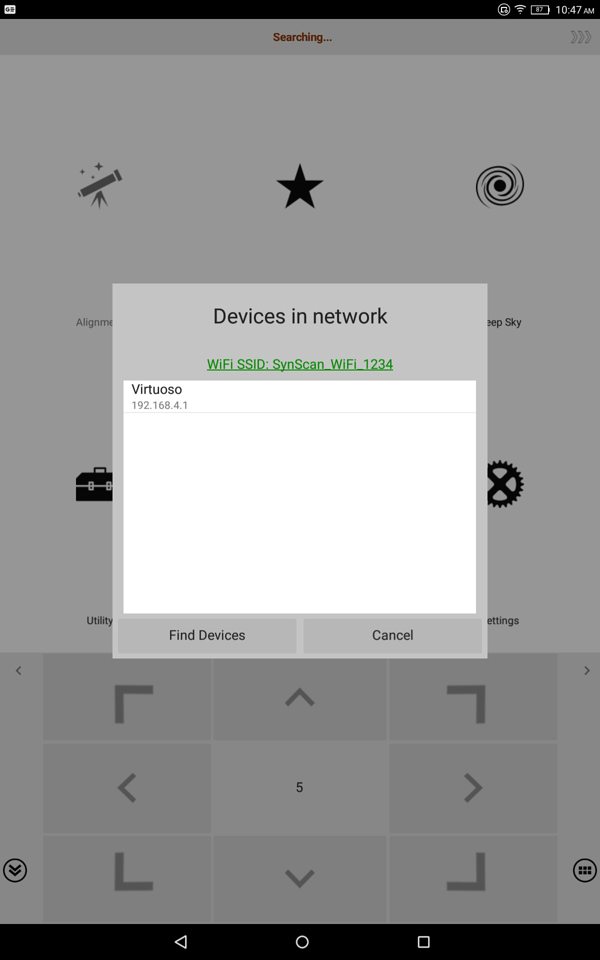 GE
87 10:47 AM
Searching...
Alignme
eep Sky
Devices in network
WiFi SSID: SynScan_WiFi_1234
Virtuoso
192.168.4.1
Utility
ettings
Find Devices Cancel
5